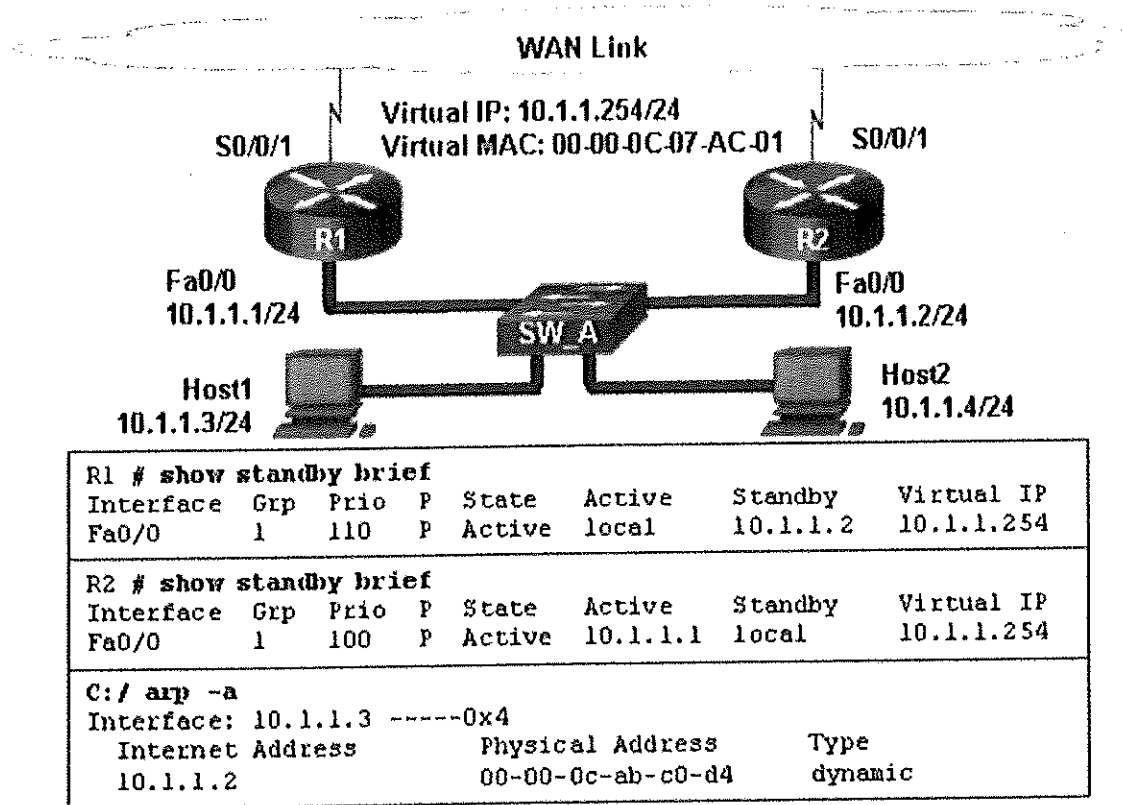 WAN Link
Virtual IP: 10.1.1.254/24
S0/0/1 Virtual MAC: 00-00-0C-07-AC-01 S0/0/1
R1 R2
Fa0/0 Fa0/0
10.1.1.1/24 10.1.1.2/24
SW_A
Host1 Host2
10.1.1.3/24 10.1.1.4/24
R1 # show standby brief
Interface Grp Prio P State Active Standby Virtual IP
Fa0/0 1 110 P Active local 10.1.1.2 10.1.1.254
R2 # show standby brief
Interface Grp Prio P State Active Standby Virtual IP
Fa0/0 1 100 P Active 10.1.1.1 local 10.1.1.254
C:/ arp -a
Interface: 10.1.1.3 -----0x4
Internet Address Physical Address Type
10.1.1.2 00-00-0c-ab-c0-d4 dynamic